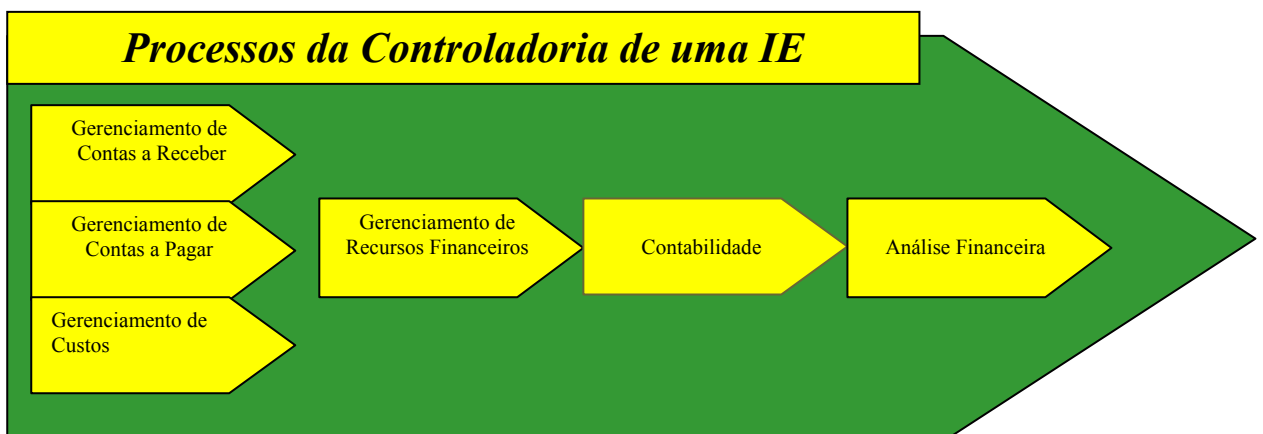 Processos da Controladoria de uma IE
Gerenciamento de
Contas a Receber
Gerenciamento de
Contas a Pagar
Gerenciamento de
Custos
Gerenciamento de
Recursos Financeiros
Contabilidade
Análise Financeira